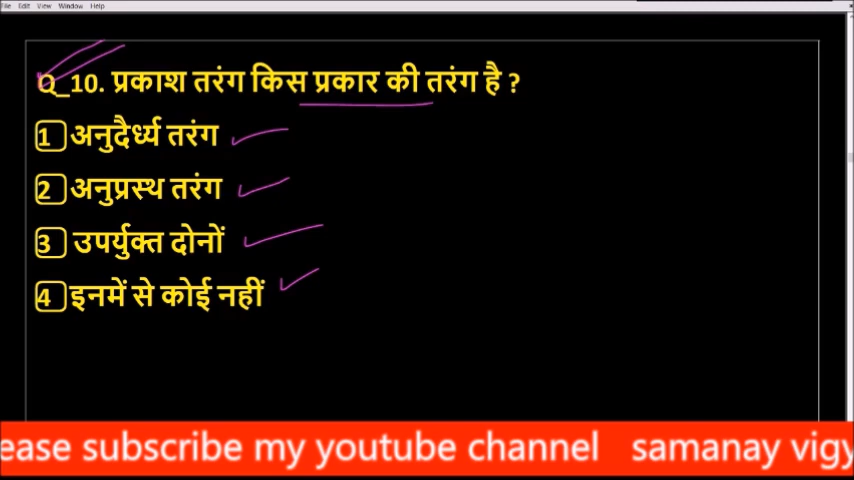 File Edit View Window Help
Q_10. प्रकाश तरंग किस प्रकार की तरंग है ?
1 अनुदैर्ध्य तरंग
2 अनुप्रस्थ तरंग
3 उपर्युक्त दोनों
4 इनमें से कोई नहीं
ease subscribe my youtube channel samanay vigy